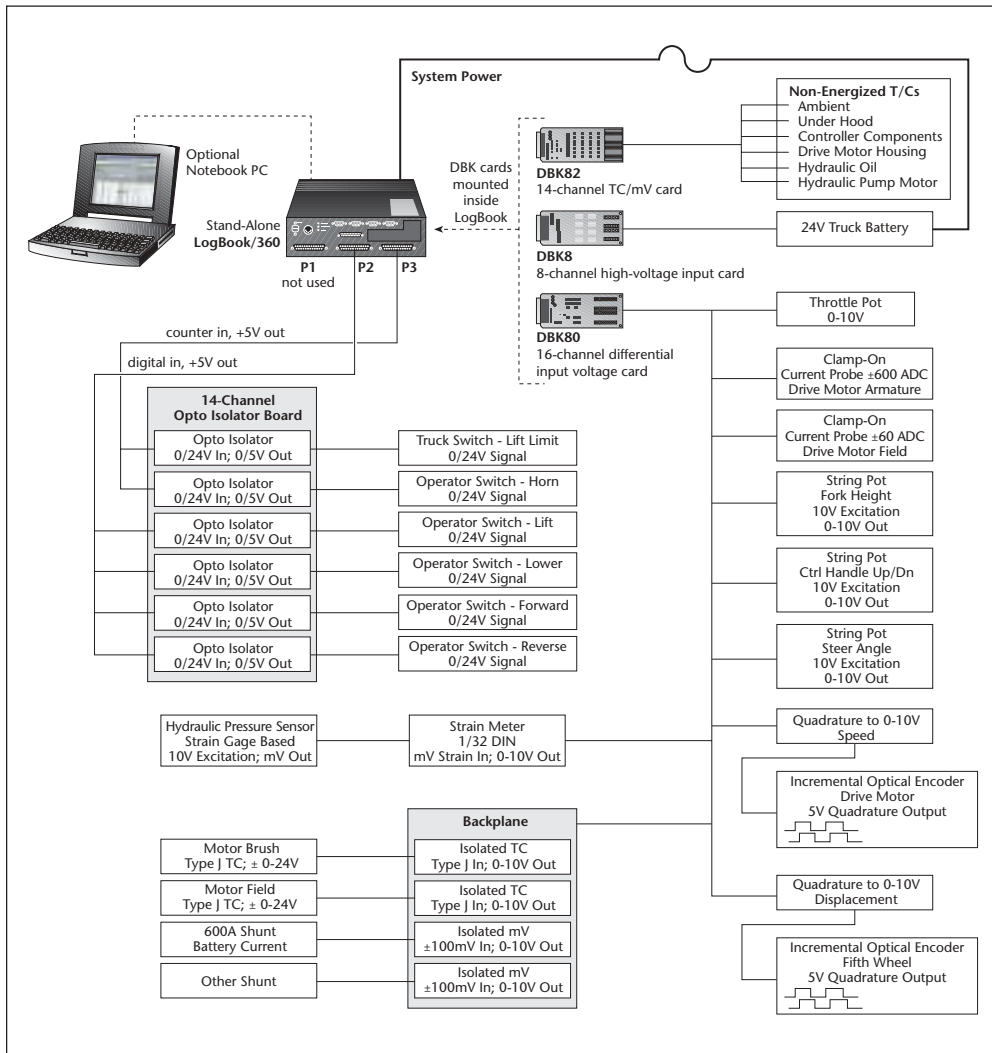 System Power
Optional
Notebook PC
Stand-Alone
LogBook/360
P1
not used
P2
P3
DBK cards
mounted
inside
LogBook
DBK82
14-channel TC/mV card
DBK8
8-channel high-voltage input card
DBK80
16-channel differential
input voltage card
Non-Energized T/Cs
Ambient
Under Hood
Controller Components
Drive Motor Housing
Hydraulic Oil
Hydraulic Pump Motor
24V Truck Battery
counter in, +5V out
digital in, +5V out
14-Channel
Opto Isolator Board
Opto Isolator
0/24V In; 0/5V Out
Truck Switch - Lift Limit
0/24V Signal
Opto Isolator
0/24V In; 0/5V Out
Operator Switch - Horn
0/24V Signal
Opto Isolator
0/24V In; 0/5V Out
Operator Switch - Lift
0/24V Signal
Opto Isolator
0/24V In; 0/5V Out
Operator Switch - Lower
0/24V Signal
Opto Isolator
0/24V In; 0/5V Out
Operator Switch - Forward
0/24V Signal
Opto Isolator
0/24V In; 0/5V Out
Operator Switch - Reverse
0/24V Signal
Throttle Pot
0-10V
Clamp-On
Current Probe ±600 ADC
Drive Motor Armature
Clamp-On
Current Probe ±60 ADC
Drive Motor Field
String Pot
Fork Height
10V Excitation
0-10V Out
String Pot
Ctrl Handle Up/Dn
10V Excitation
0-10V Out
String Pot
Steer Angle
10V Excitation
0-10V Out
Hydraulic Pressure Sensor
Strain Gage Based
10V Excitation; mV Out
Strain Meter
1/32 DIN
mV Strain In; 0-10V Out
Quadrature to 0-10V
Speed
Incremental Optical Encoder
Drive Motor
5V Quadrature Output
Backplane
Motor Brush
Type J TC; ± 0-24V
Isolated TC
Type J In; 0-10V Out
Motor Field
Type J TC; ± 0-24V
Isolated TC
Type J In; 0-10V Out
600A Shunt
Battery Current
Isolated mV
±100mV In; 0-10V Out
Other Shunt
Isolated mV
±100mV In; 0-10V Out
Quadrature to 0-10V
Displacement
Incremental Optical Encoder
Fifth Wheel
5V Quadrature Output